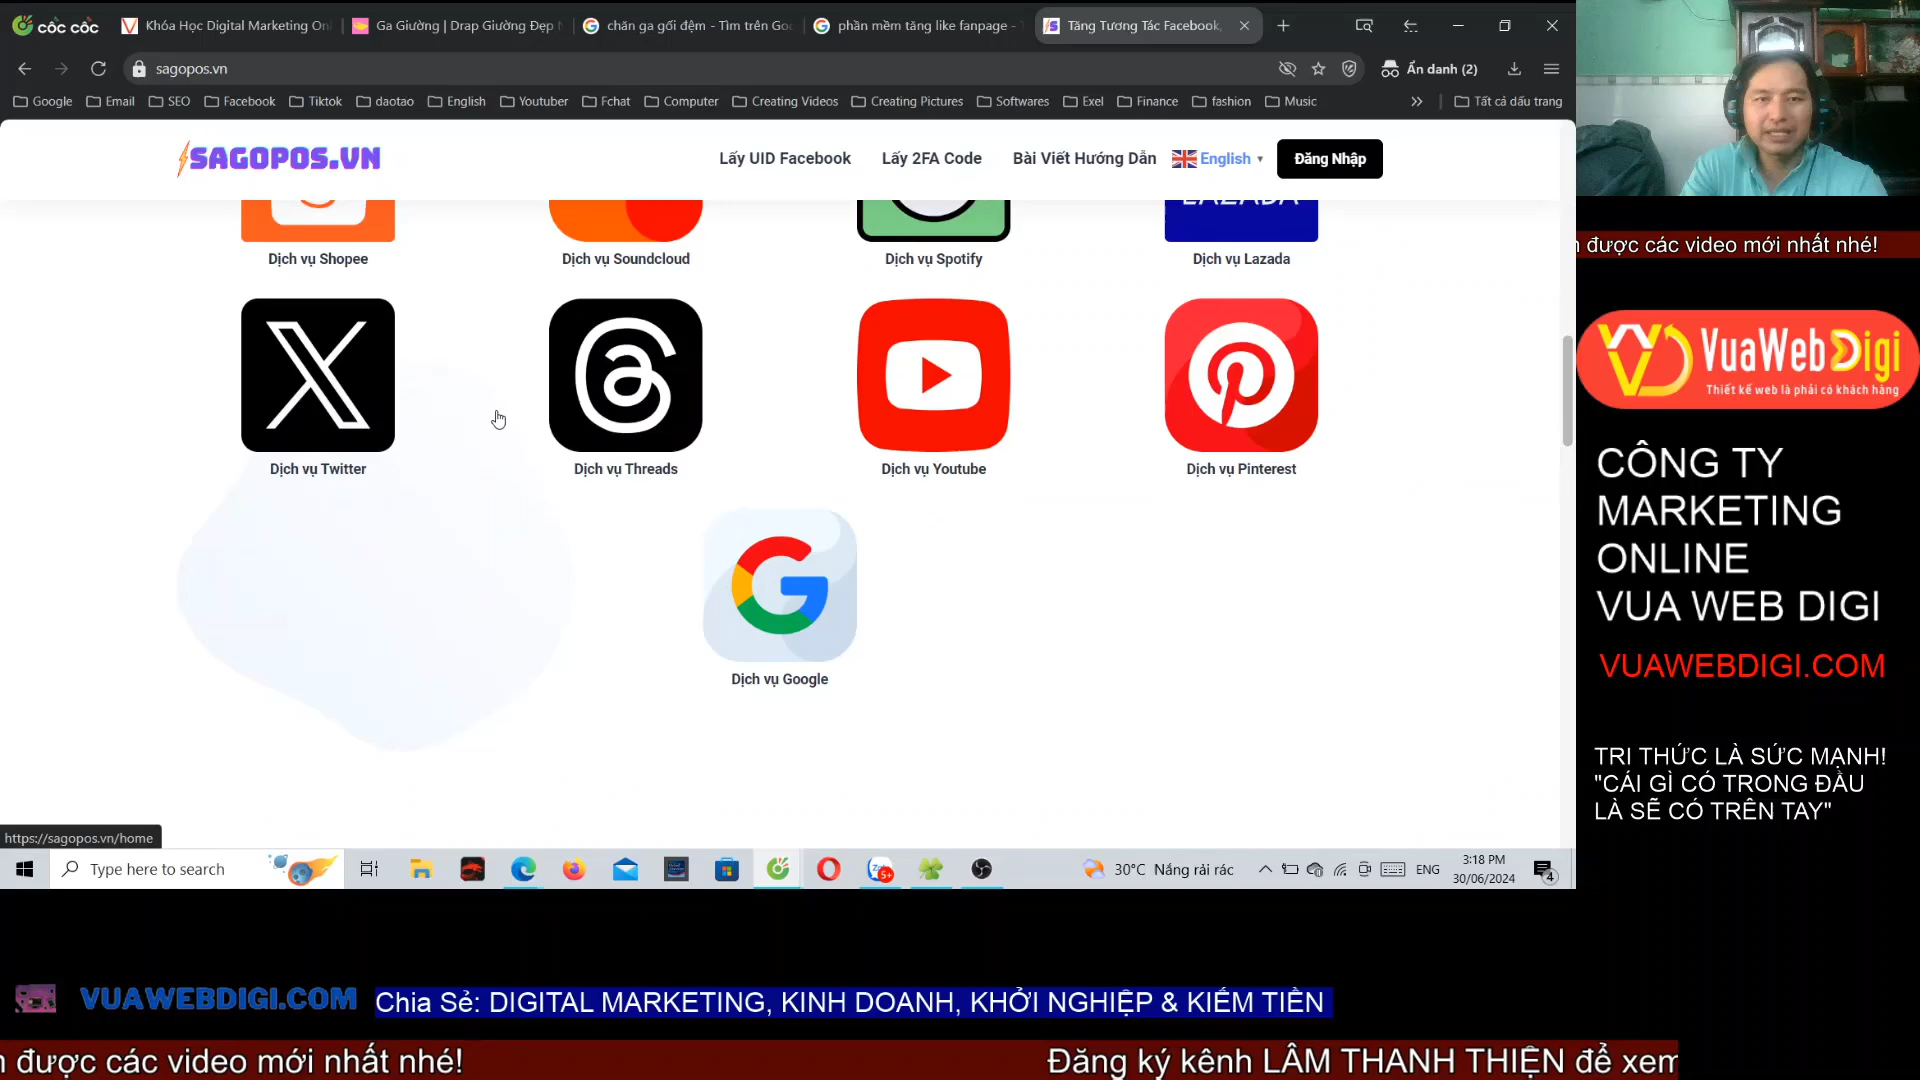 cốc cốc
Khóa Học Digital Marketing Onl
Ga Giường | Drap Giường Đẹp
chăn ga gối đệm - Tìm trên Goo
phần mềm tăng like fanpage -
Tăng Tương Tác Facebook,
sagopos.vn
Ẩn danh (2)
Google
Email
SEO
Facebook
Tiktok
daotao
English
Youtuber
Fchat
Computer
Creating Videos
Creating Pictures
Softwares
Exel
Finance
fashion
Music
Tất cả dấu trang
SAGOPOS.VN
Lấy UID Facebook
Lấy 2FA Code
Bài Viết Hướng Dẫn
English
Đăng Nhập
LAZADA
Dịch vụ Shopee
Dịch vụ Soundcloud
Dịch vụ Spotify
Dịch vụ Lazada
Dịch vụ Twitter
Dịch vụ Threads
Dịch vụ Youtube
Dịch vụ Pinterest
Dịch vụ Google
https://sagopos.vn/home
Type here to search
5+
30°C Nắng rải rác
ENG
3:18 PM
30/06/2024
4
được các video mới nhất nhé!
VuaWebDigi
Thiết kế web là phải có khách hàng
CÔNG TY
MARKETING
ONLINE
VUA WEB DIGI
VUAWEBDIGI.COM
TRI THỨC LÀ SỨC MẠNH!
"CÁI GÌ CÓ TRONG ĐẦU
LÀ SẼ CÓ TRÊN TAY"
VUAWEBDIGI.COM
Chia Sẻ: DIGITAL MARKETING, KINH DOANH, KHỞI NGHIỆP & KIẾM TIỀN
được các video mới nhất nhé!
Đăng ký kênh LÂM THANH THIỆN để xem